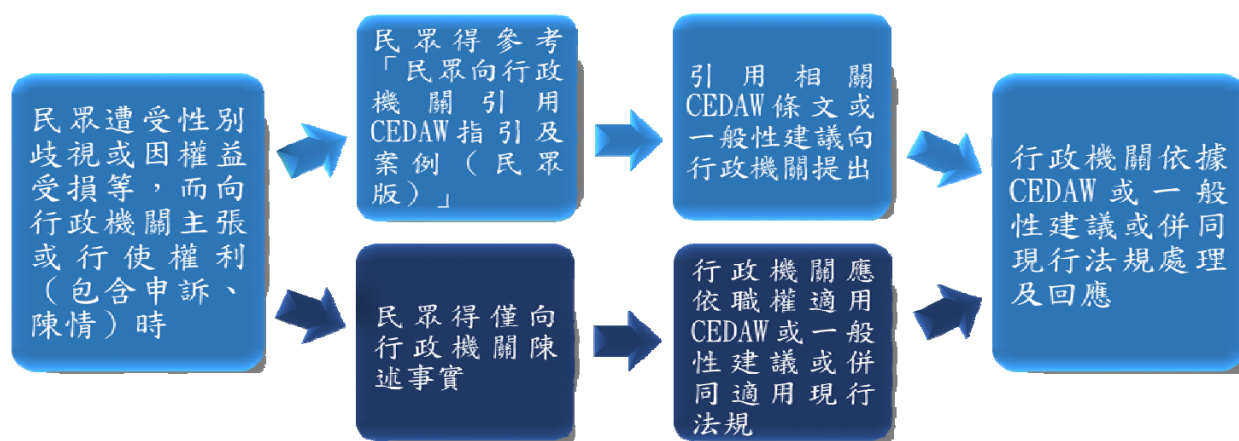 民眾遭受性別
歧視或因權益
受損等，而向
行政機關主張
或行使權利
（包含申訴、
陳情）時
民眾得參考
「民眾向行政
機關引用
CEDAW指引及
案例（民眾
版）」
引用相關
CEDAW條文或
一般性建議向
行政機關提出
民眾得僅向
行政機關陳
述事實
行政機關應
依職權適用
CEDAW或一般
性建議或併
同適用現行
法規
行政機關依據
CEDAW或一般
性建議或併同
現行法規處理
及回應